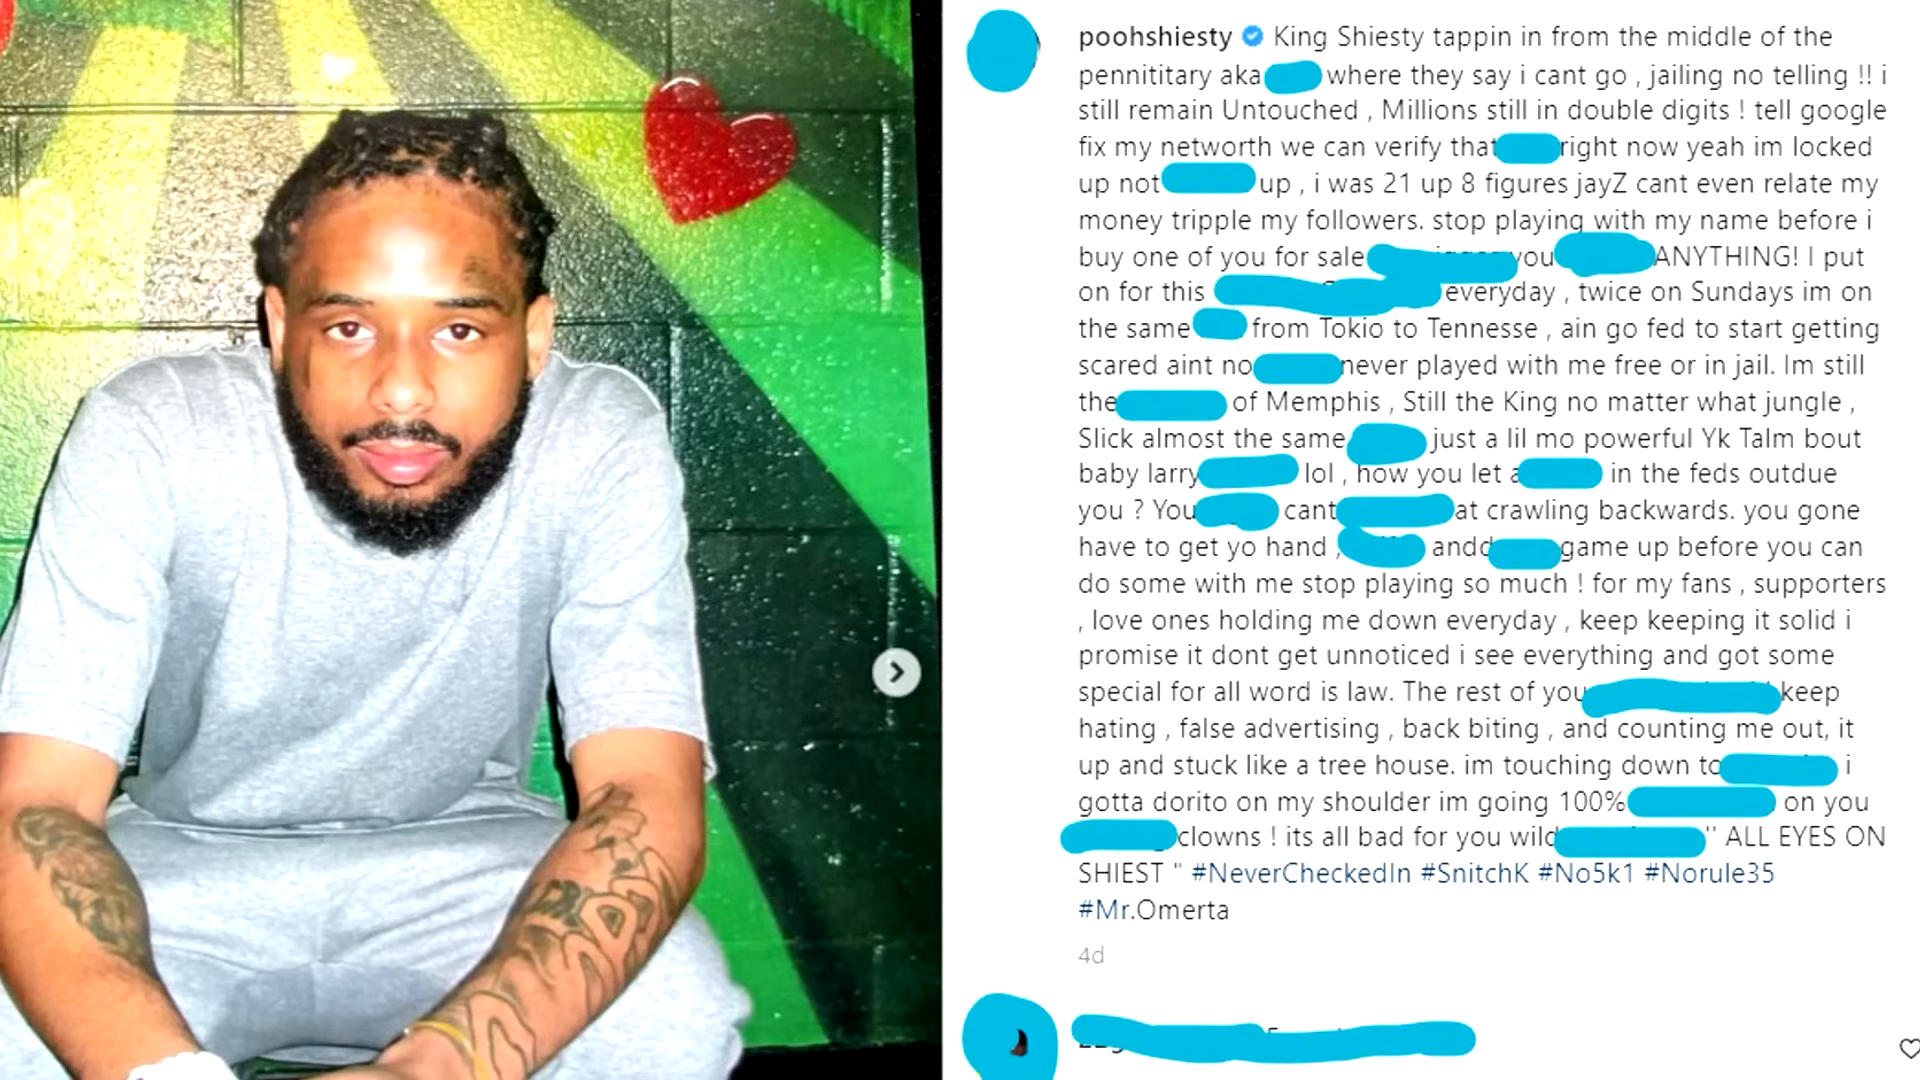 poohshiesty King Shiesty tappin in from the middle of the
pennititary aka where they say i cant go , jailing no telling !! i
still remain Untouched , Millions still in double digits ! tell google
fix my networth we can verify that right now yeah im locked
up not up , i was 21 up 8 figures jayZ cant even relate my
money tripple my followers. stop playing with my name before i
buy one of you for sale you ANYTHING! I put
on for this everyday , twice on Sundays im on
the same from Tokio to Tennesse , ain go fed to start getting
scared aint no never played with me free or in jail. Im still
the of Memphis , Still the King no matter what jungle ,
Slick almost the same just a lil mo powerful Yk Talm bout
baby larry lol , how you let a in the feds outdue
you ? You cant at crawling backwards. you gone
have to get yo hand , andd game up before you can
do some with me stop playing so much ! for my fans , supporters
, love ones holding me down everyday , keep keeping it solid i
promise it dont get unnoticed i see everything and got some
special for all word is law. The rest of you keep
hating , false advertising , back biting , and counting me out, it
up and stuck like a tree house. im touching down to i
gotta dorito on my shoulder im going 100% on you
clowns ! its all bad for you wild " ALL EYES ON
SHIEST " #NeverCheckedIn #SnitchK #No5k1 #Norule35
#Mr.Omerta
4d